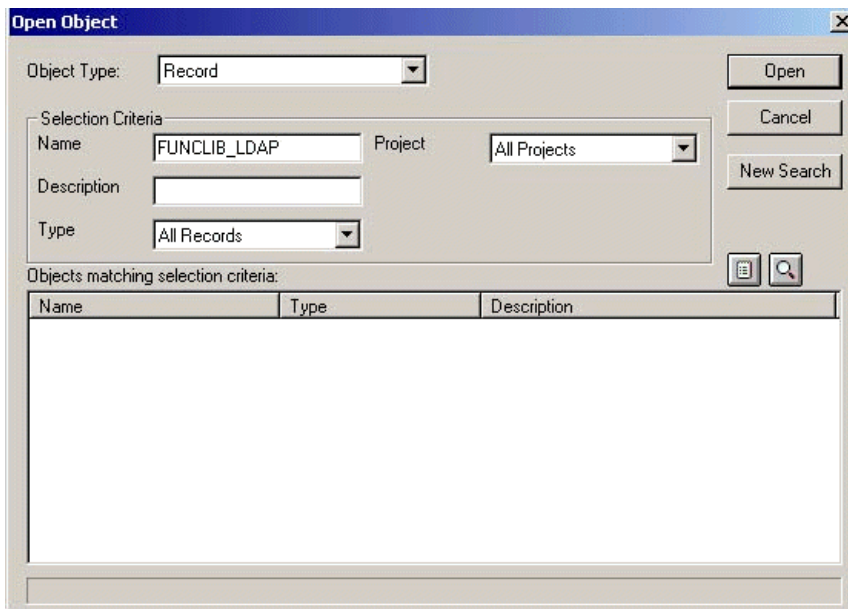 Open Object
Object Type: Record
Open
Selection Criteria
Cancel
Name FUNCLIB_LDAP Project All Projects
New Search
Description
Type All Records
Objects matching selection criteria:
Name Type Description